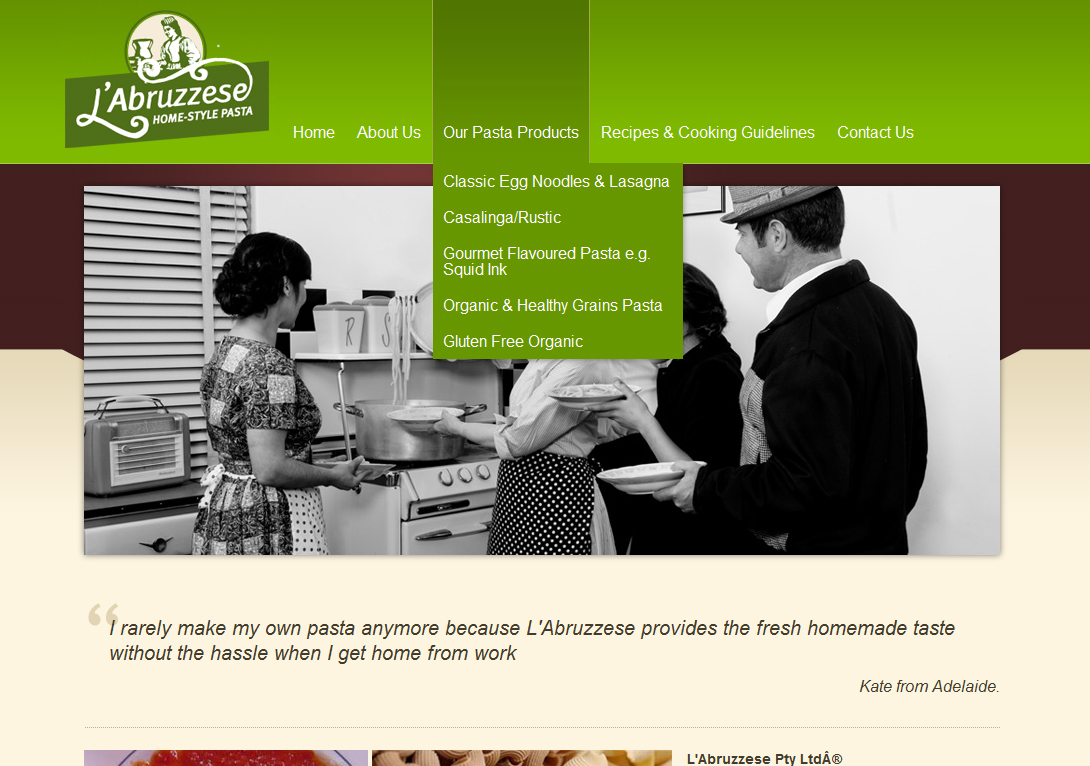 L'Abruzzese
HOME-STYLE PASTA
Home About Us Our Pasta Products Recipes & Cooking Guidelines Contact Us
Classic Egg Noodles & Lasagna
Casalinga/Rustic
Gourmet Flavoured Pasta e.g.
Squid Ink
Organic & Healthy Grains Pasta
Gluten Free Organic
R S
“I rarely make my own pasta anymore because L'Abruzzese provides the fresh homemade taste
without the hassle when I get home from work
Kate from Adelaide.
L'Abruzzese Pty LtdÂ®